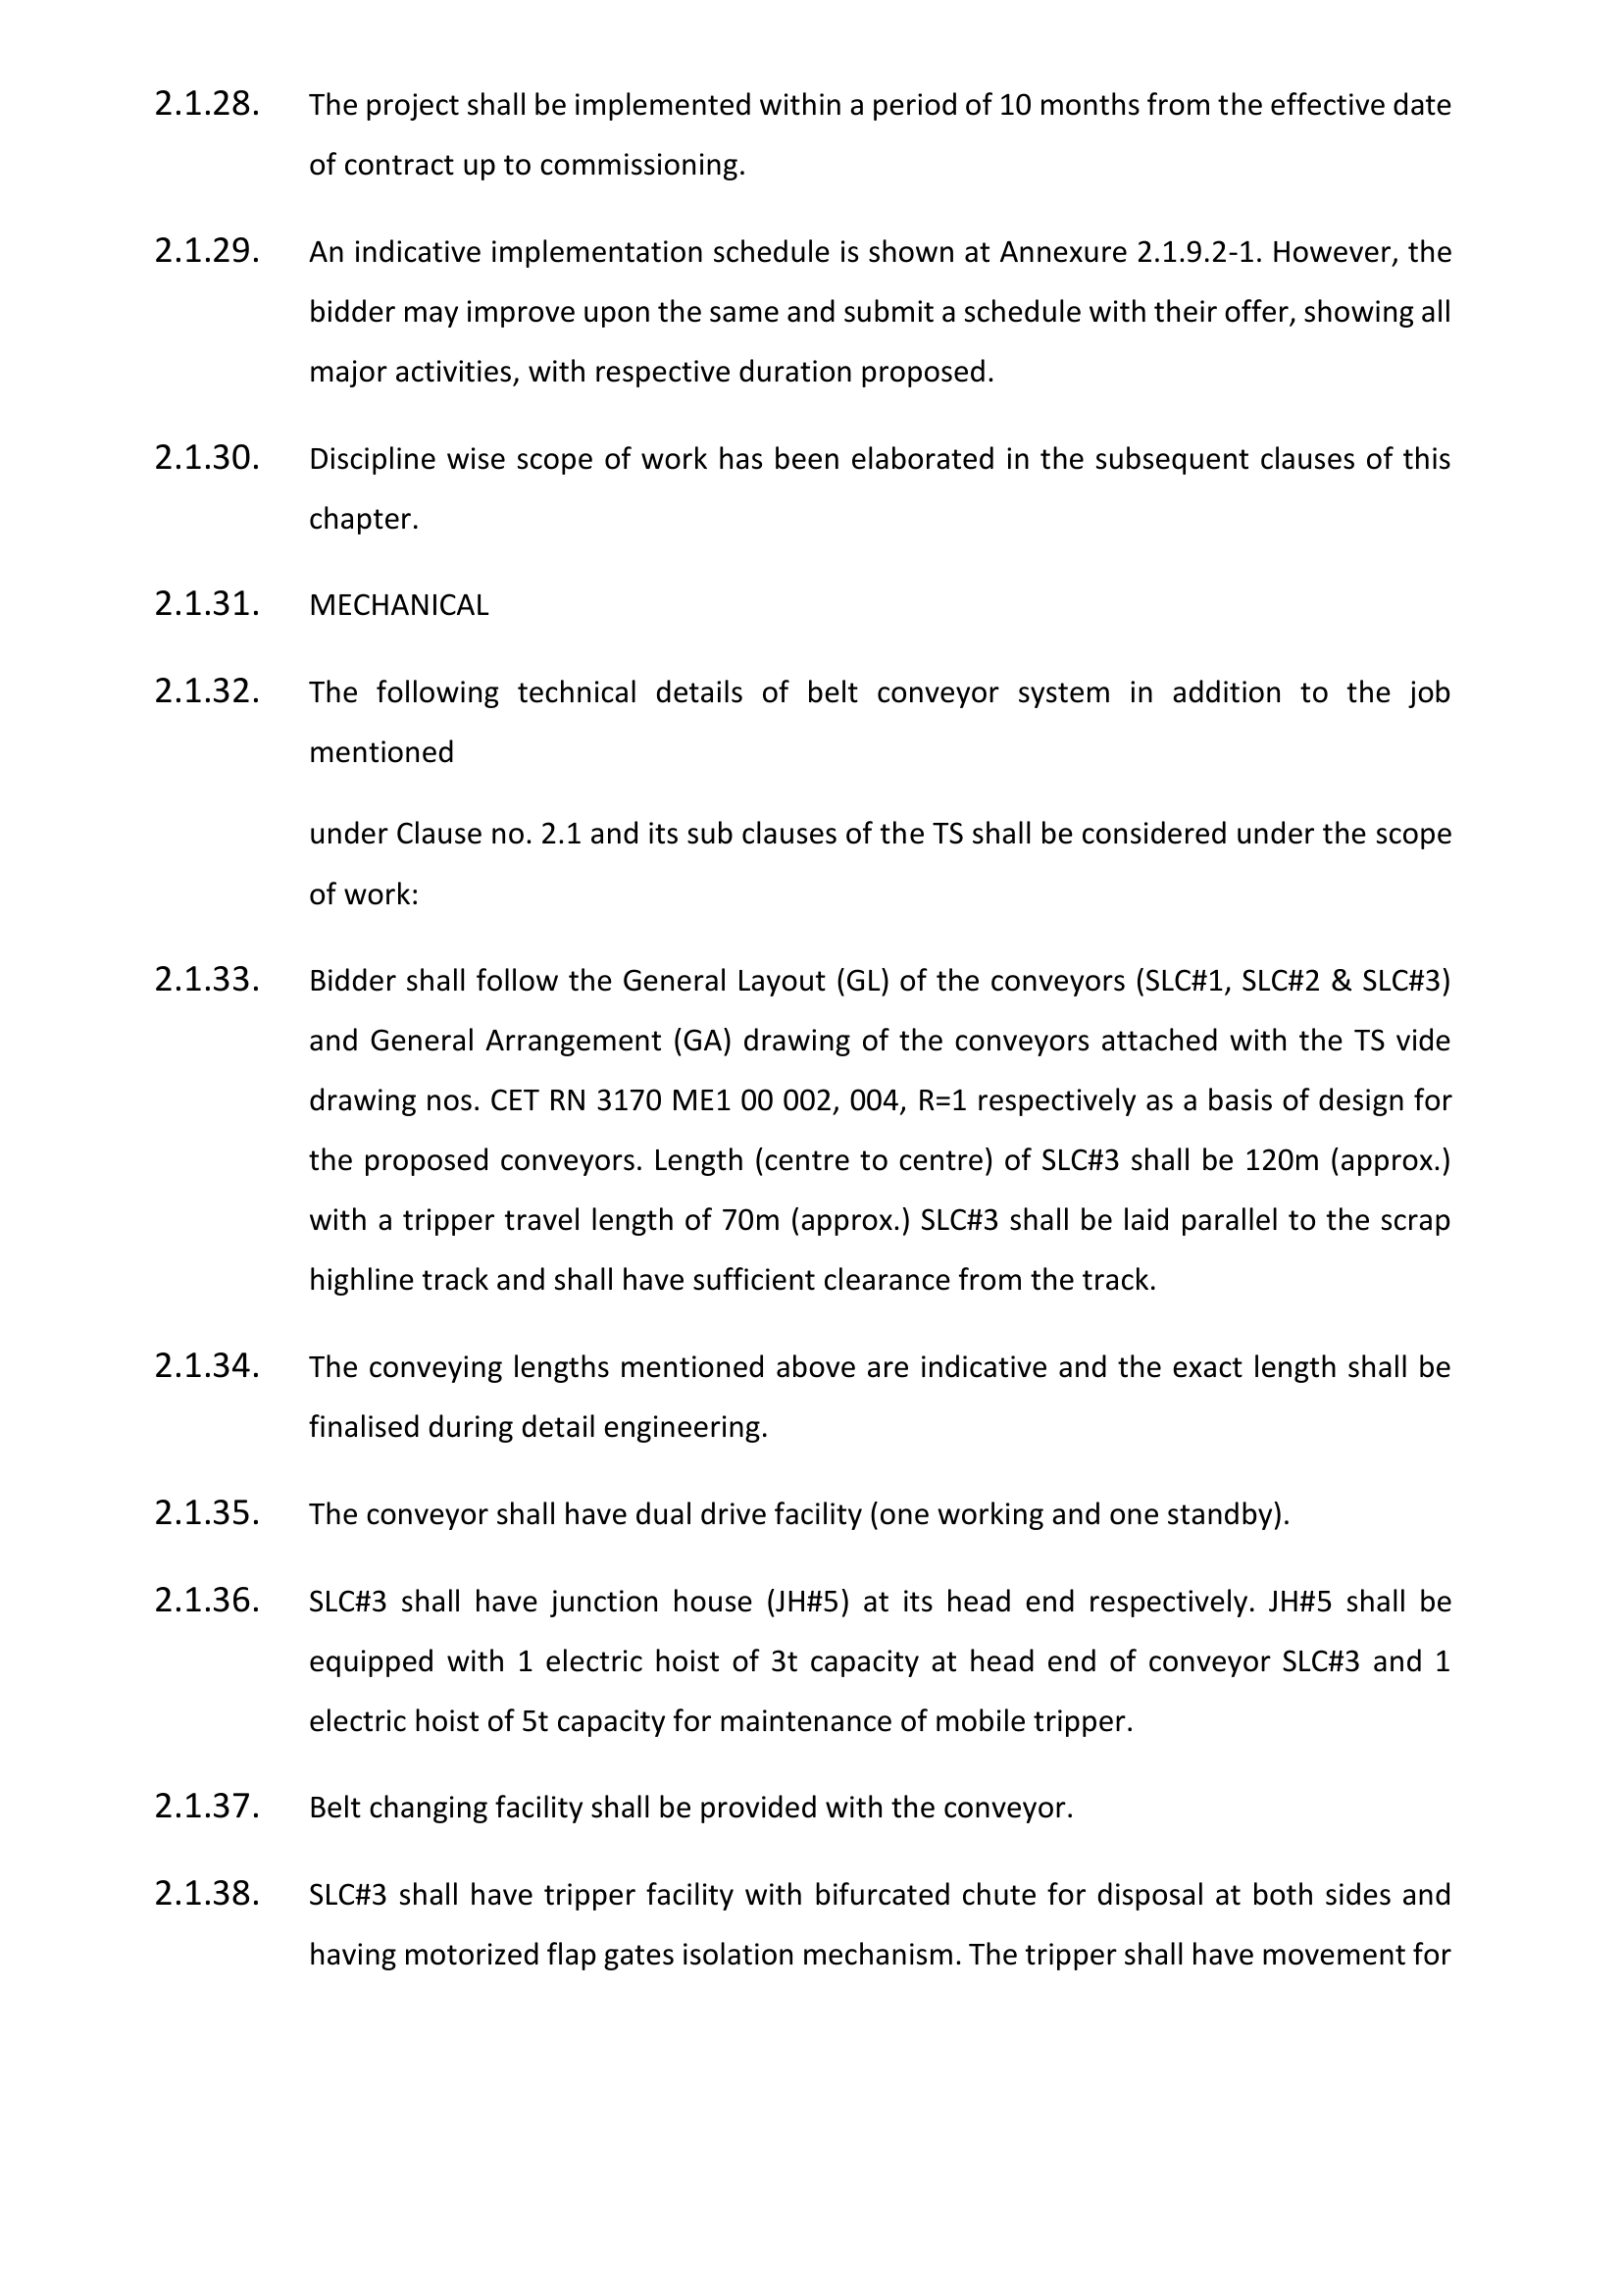 2.1.28. The project shall be implemented within a period of 10 months from the effective date
of contract up to commissioning.
2.1.29. An indicative implementation schedule is shown at Annexure 2.1.9.2-1. However, the
bidder may improve upon the same and submit a schedule with their offer, showing all
major activities, with respective duration proposed.
2.1.30. Discipline wise scope of work has been elaborated in the subsequent clauses of this
chapter.
2.1.31. MECHANICAL
2.1.32. The following technical details of belt conveyor system in addition to the job
mentioned
under Clause no. 2.1 and its sub clauses of the TS shall be considered under the scope
of work:
2.1.33. Bidder shall follow the General Layout (GL) of the conveyors (SLC#1, SLC#2 & SLC#3)
and General Arrangement (GA) drawing of the conveyors attached with the TS vide
drawing nos. CET RN 3170 ME1 00 002, 004, R=1 respectively as a basis of design for
the proposed conveyors. Length (centre to centre) of SLC#3 shall be 120m (approx.)
with a tripper travel length of 70m (approx.) SLC#3 shall be laid parallel to the scrap
highline track and shall have sufficient clearance from the track.
2.1.34. The conveying lengths mentioned above are indicative and the exact length shall be
finalised during detail engineering.
2.1.35. The conveyor shall have dual drive facility (one working and one standby).
2.1.36. SLC#3 shall have junction house (JH#5) at its head end respectively. JH#5 shall be
equipped with 1 electric hoist of 3t capacity at head end of conveyor SLC#3 and 1
electric hoist of 5t capacity for maintenance of mobile tripper.
2.1.37. Belt changing facility shall be provided with the conveyor.
2.1.38. SLC#3 shall have tripper facility with bifurcated chute for disposal at both sides and
having motorized flap gates isolation mechanism. The tripper shall have movement for